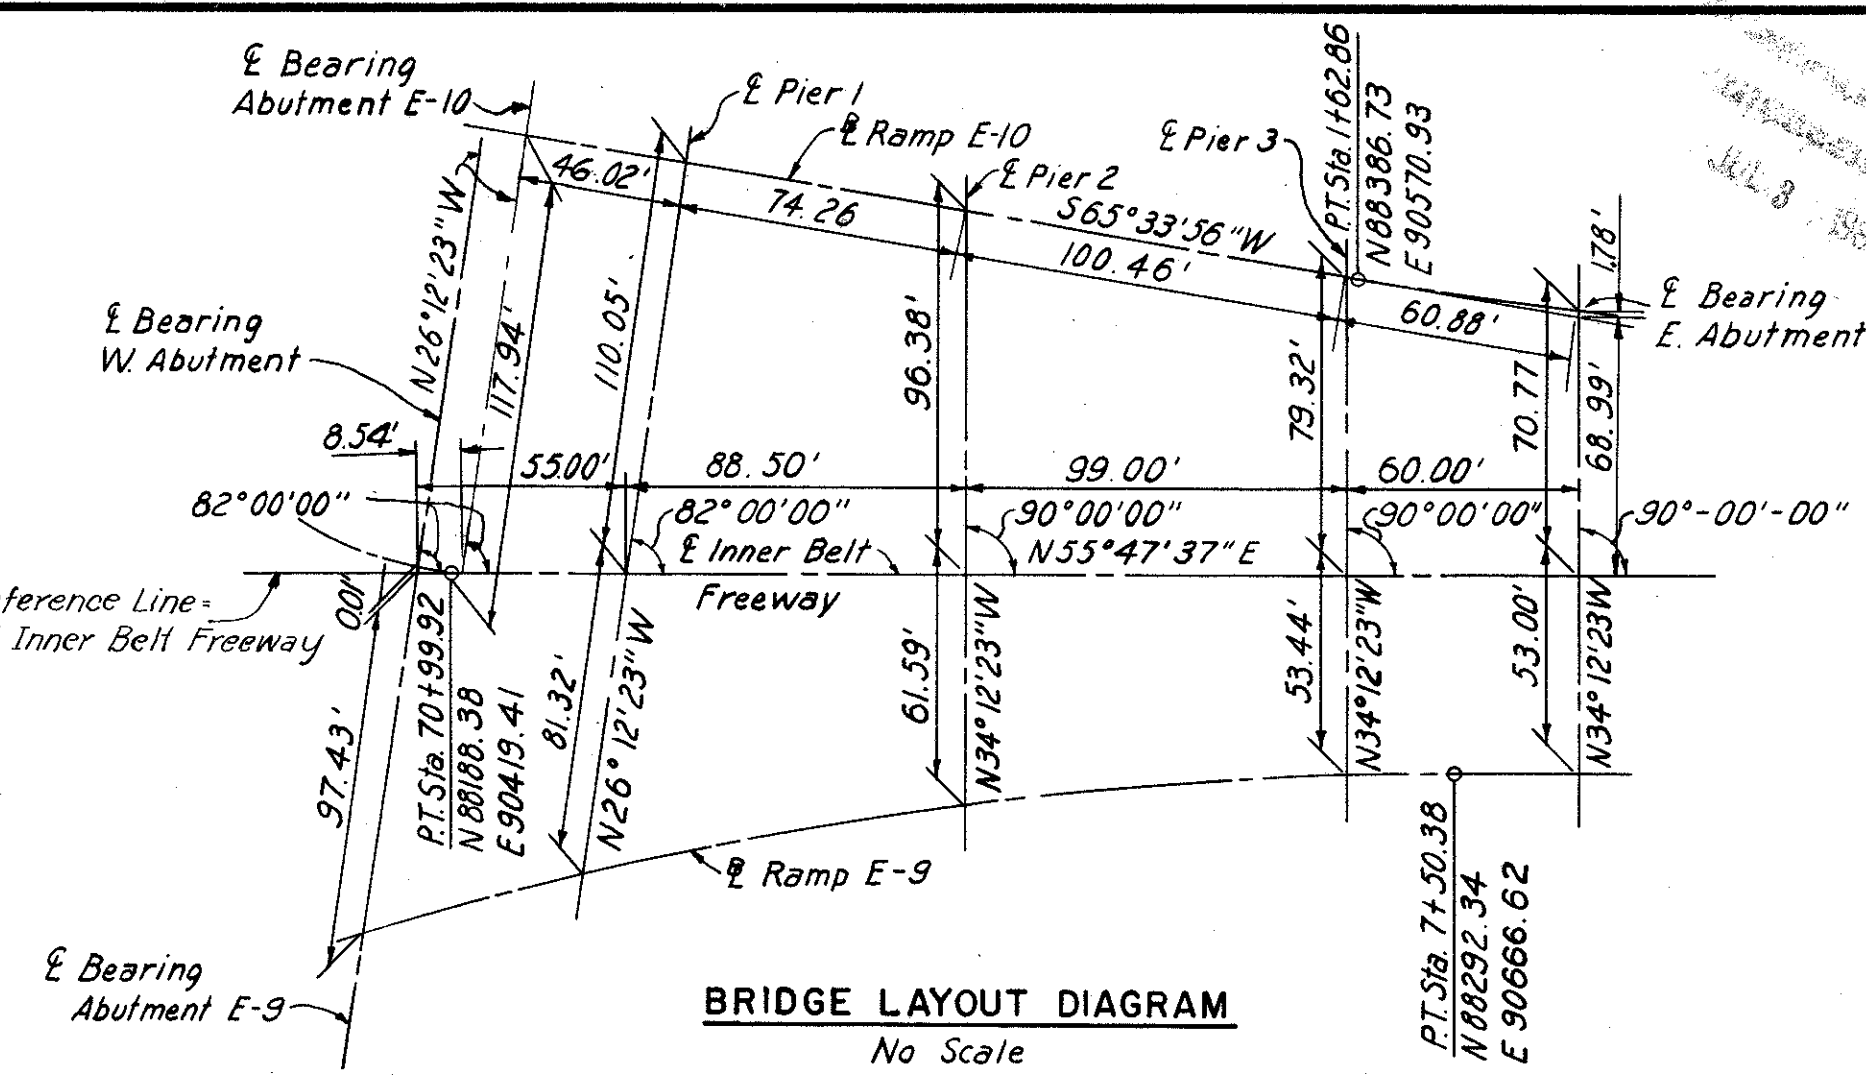 ℄ Bearing
Abutment E-10
℄ Pier 1
℄ Ramp E-10
℄ Pier 2
℄ Pier 3
P.T. Sta. 1+62.86
N 88386.73
E 90570.93
JUL 3
46.02'
74.26
S65°33'56"W
100.46'
60.88'
1.78'
℄ Bearing
E. Abutment
℄ Bearing
W. Abutment
N26°12'23"W
117.94'
110.05'
96.38'
79.32'
70.77
68.99'
8.54'
55.00'
88.50'
99.00'
60.00'
82°00'00"
82°00'00"
90°00'00"
90°00'00"
90°-00'-00"
℄ Inner Belt
Freeway
N55°47'37"E
ference Line =
Inner Belt Freeway
0.01'
97.43'
P.T. Sta. 70+99.92
N 88188.38
E 90419.41
81.32'
N26°12'23"W
61.59'
N34°12'23"W
53.44'
N34°12'23"W
53.00'
N34°12'23W
℄ Ramp E-9
P.T. Sta. 7+50.38
N 88292.34
E 90666.62
℄ Bearing
Abutment E-9
BRIDGE LAYOUT DIAGRAM
No Scale